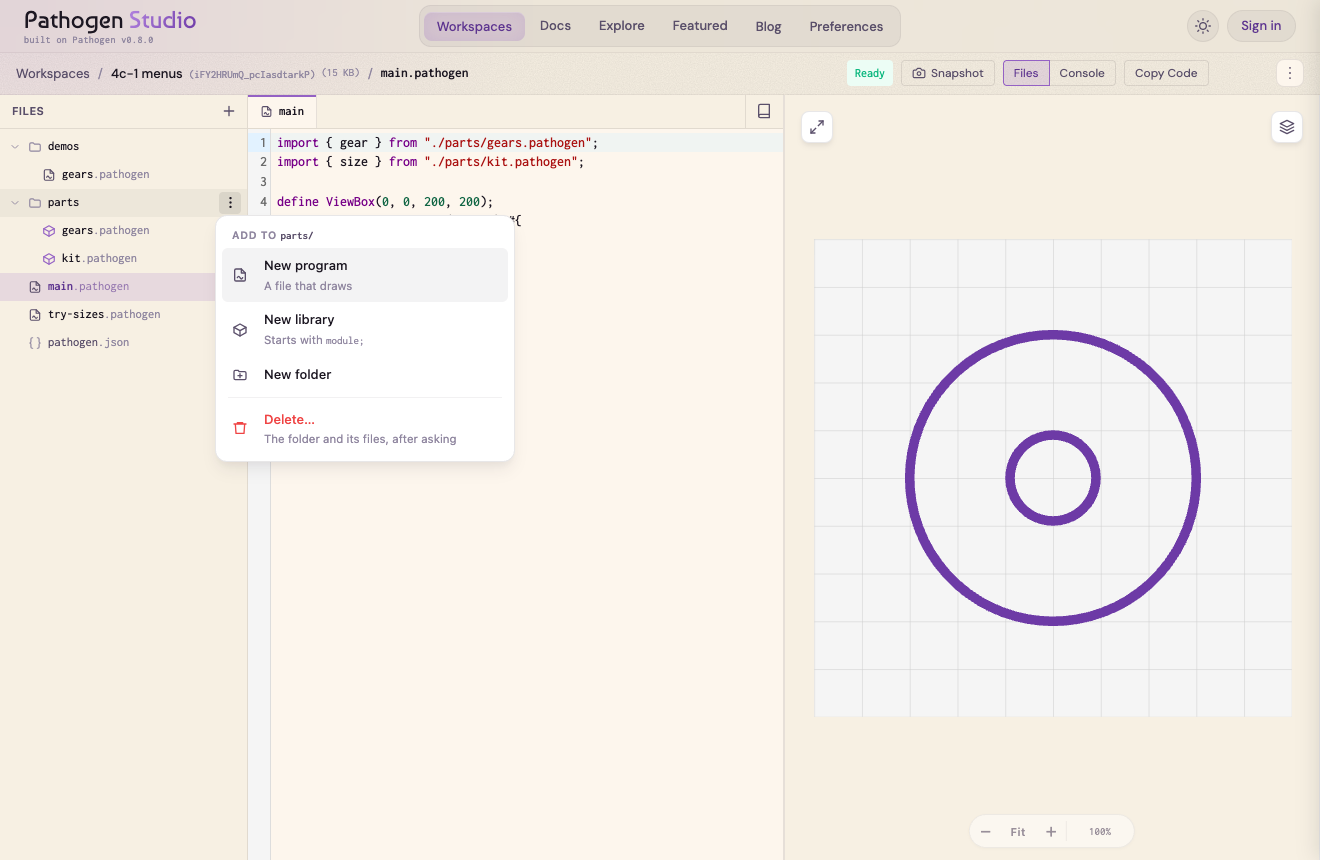 Pathogen Studio
built on Pathogen v0.8.0
Workspaces
Docs
Explore
Featured
Blog
Preferences
Sign in
Workspaces / 4c-1 menus (iFY2HRUmQ_pcIasdtarkP) (15 KB) / main.pathogen
Ready
Snapshot
Files
Console
Copy Code
FILES
main
demos
gears.pathogen
parts
gears.pathogen
kit.pathogen
main.pathogen
try-sizes.pathogen
{} pathogen.json
1 import { gear } from "./parts/gears.pathogen";
2 import { size } from "./parts/kit.pathogen";
3
4 define ViewBox(0, 0, 200, 200);
{
ADD TO parts/
New program
A file that draws
New library
Starts with module;
New folder
Delete...
The folder and its files, after asking
Fit
100%